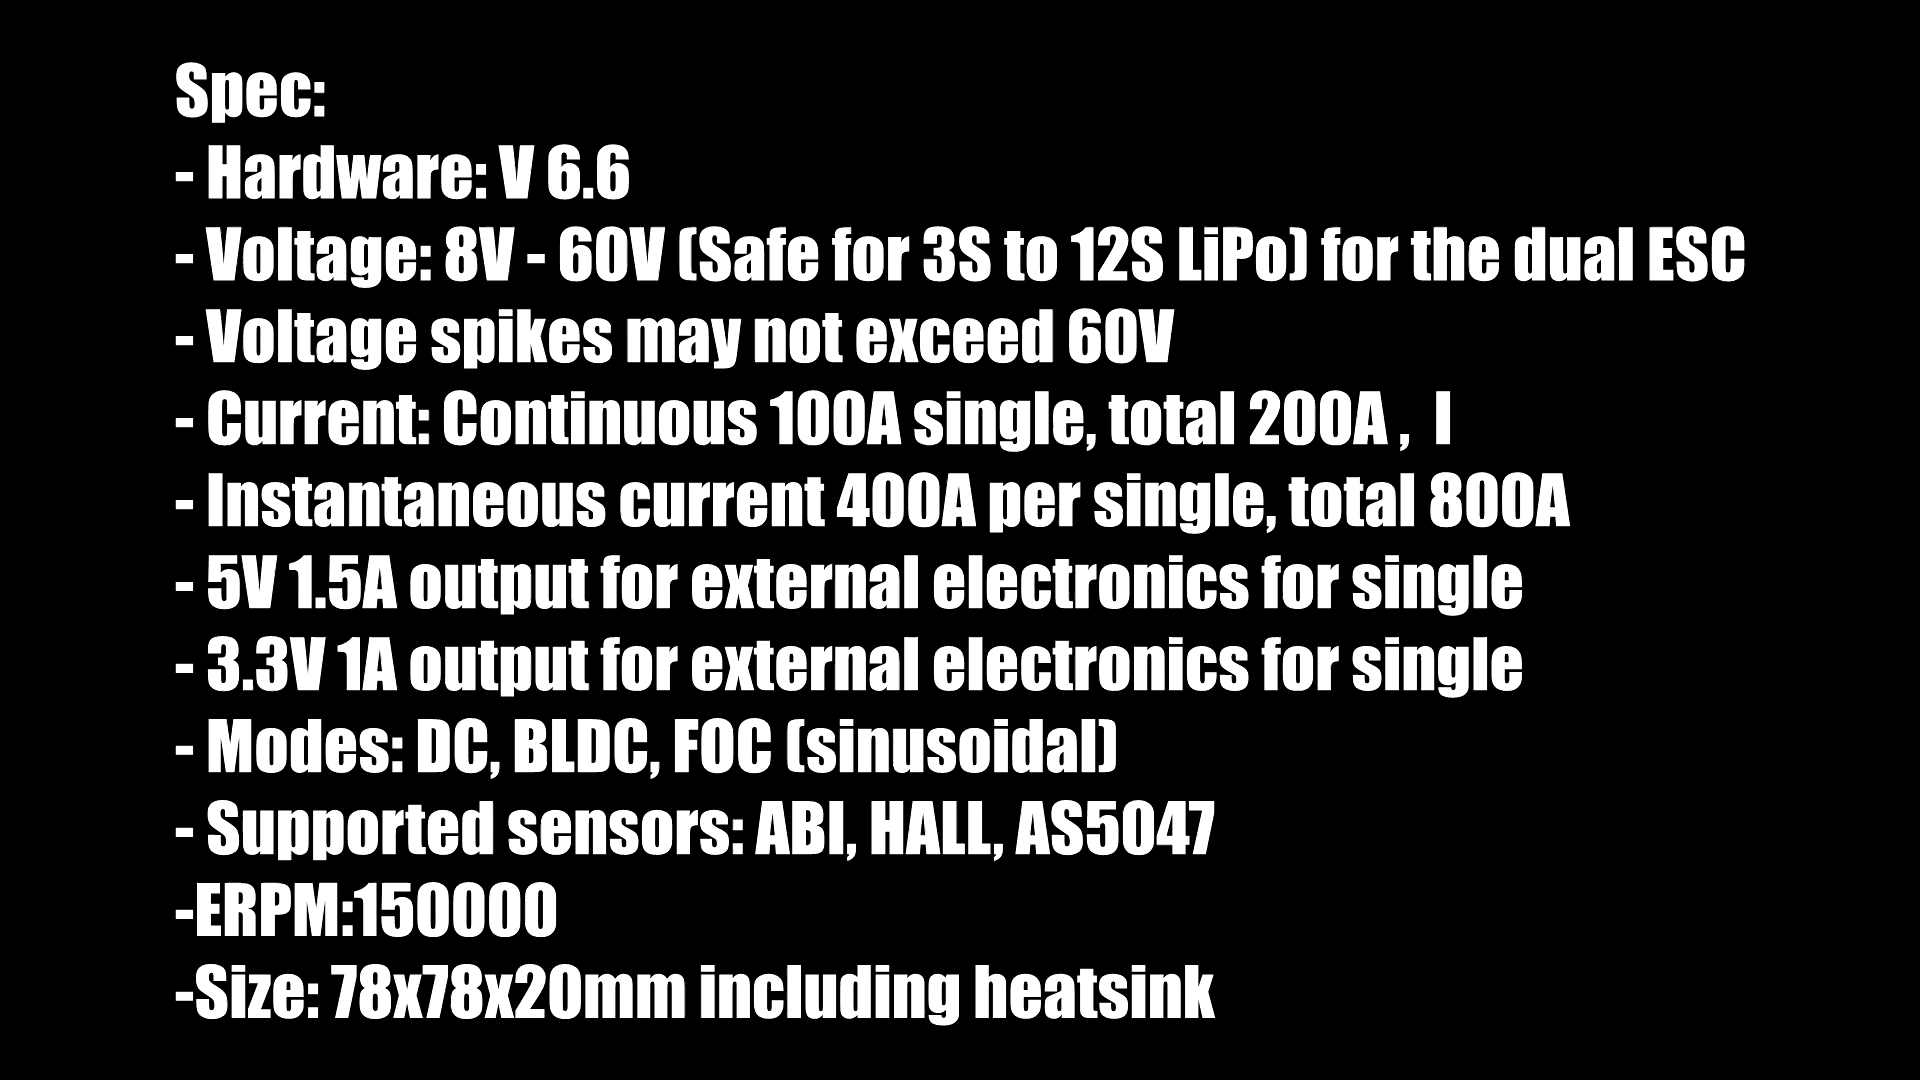 Spec:
- Hardware: V 6.6
- Voltage: 8V - 60V (Safe for 3S to 12S LiPo) for the dual ESC
- Voltage spikes may not exceed 60V
- Current: Continuous 100A single, total 200A ,  I
- Instantaneous current 400A per single, total 800A
- 5V 1.5A output for external electronics for single
- 3.3V 1A output for external electronics for single
- Modes: DC, BLDC, FOC (sinusoidal)
- Supported sensors: ABI, HALL, AS5047
-ERPM:150000
-Size: 78x78x20mm including heatsink